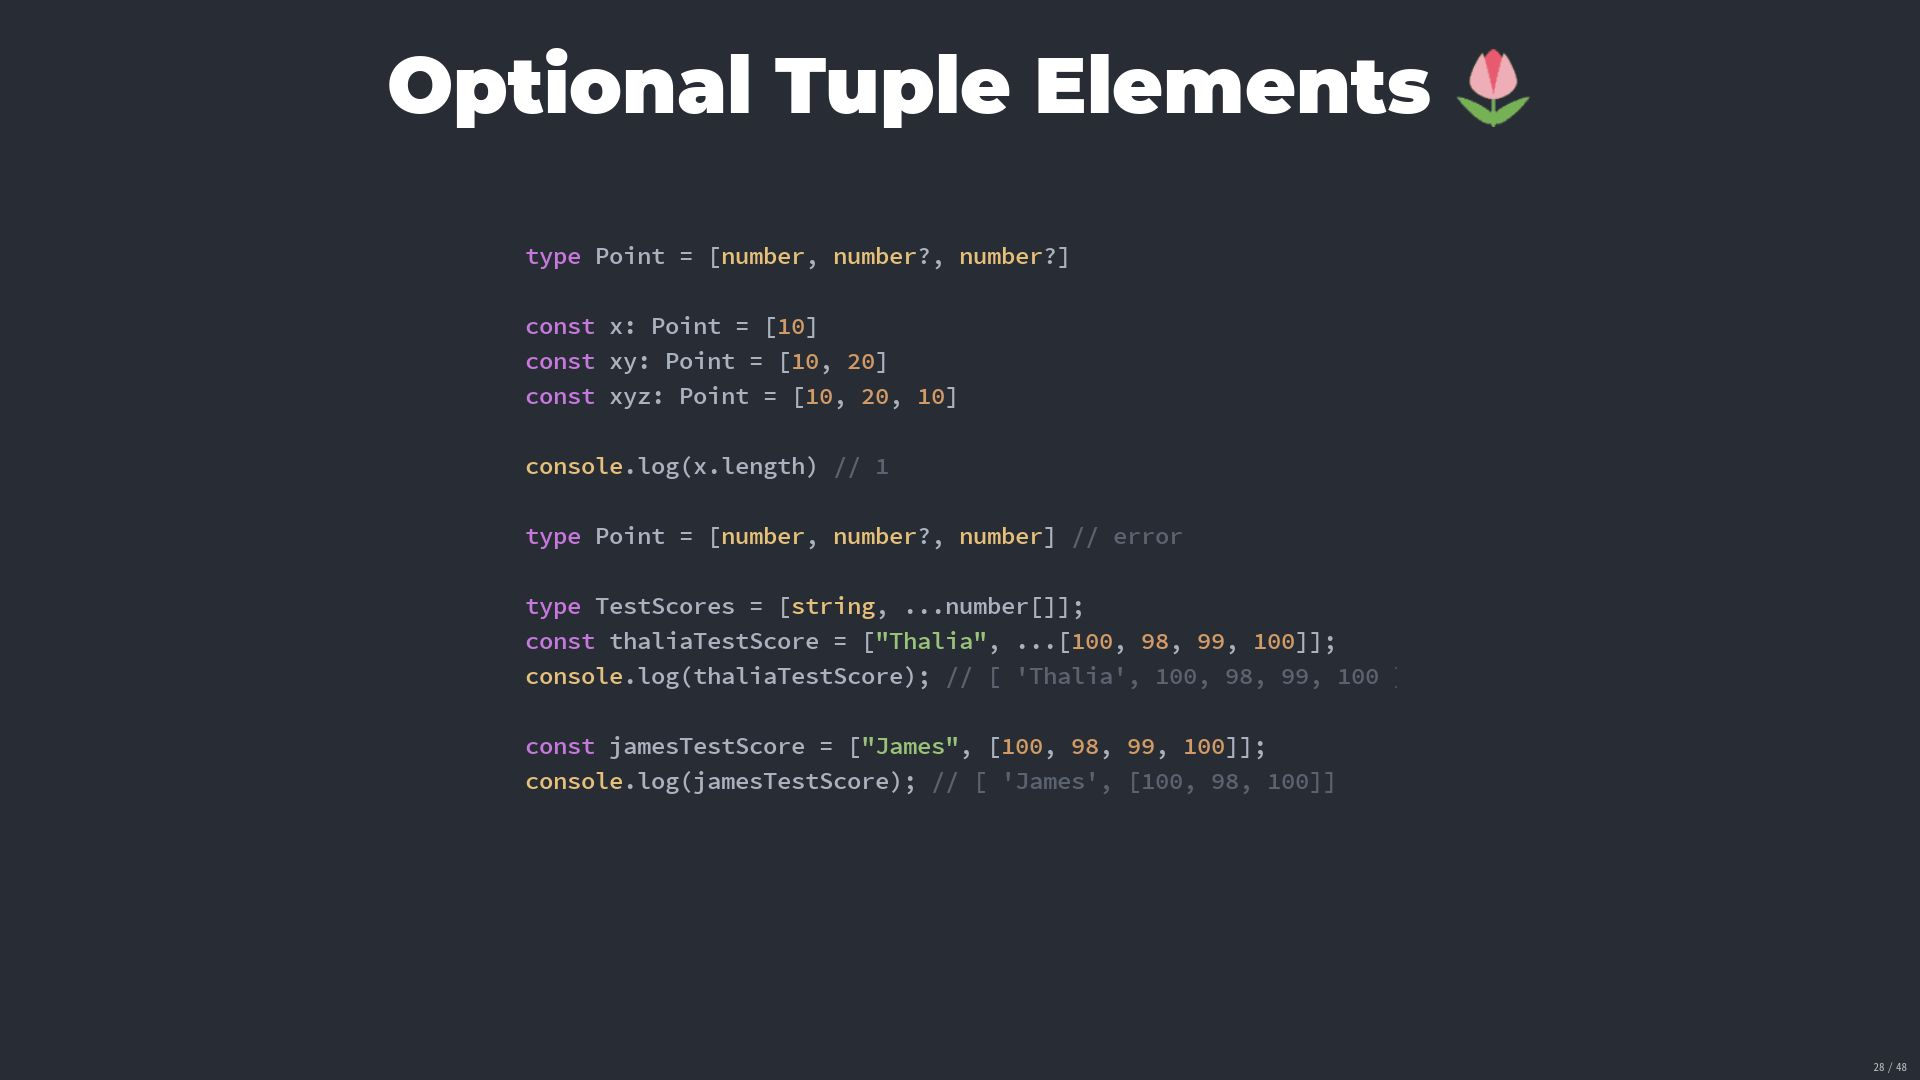 Optional Tuple Elements
type Point = [number, number?, number?]
const x: Point = [10]
const xy: Point = [10, 20]
const xyz: Point = [10, 20, 10]
console.log(x.length) // 1
type Point = [number, number?, number] // error
type TestScores = [string, ...number[]];
const thaliaTestScore = ["Thalia", ...[100, 98, 99, 100]];
console.log(thaliaTestScore); // [ 'Thalia', 100, 98, 99, 100
const jamesTestScore = ["James", [100, 98, 99, 100]];
console.log(jamesTestScore); // [ 'James', [100, 98, 100]]
28 / 48